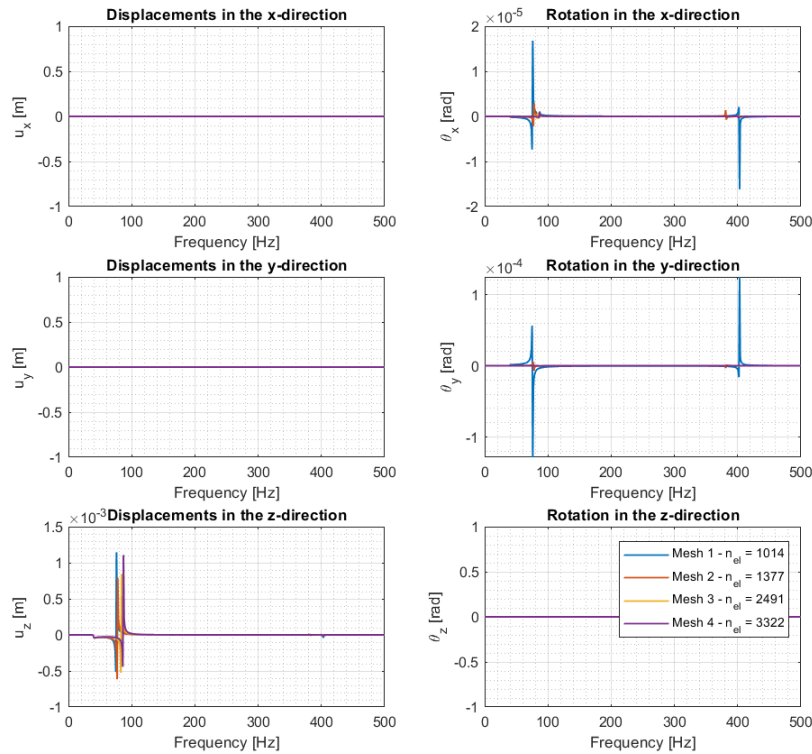 Displacements in the x-direction
1
0.5
0
-0.5
-1
u_x [m]
0 100 200 300 400 500
Frequency [Hz]
Rotation in the x-direction
×10^-5
2
1
0
-1
-2
θ_x [rad]
0 100 200 300 400 500
Frequency [Hz]
Displacements in the y-direction
1
0.5
0
-0.5
-1
u_y [m]
0 100 200 300 400 500
Frequency [Hz]
Rotation in the y-direction
×10^-4
1
0
-1
θ_y [rad]
0 100 200 300 400 500
Frequency [Hz]
Displacements in the z-direction
×10^-3
1.5
1
0.5
0
-0.5
-1
u_z [m]
0 100 200 300 400 500
Frequency [Hz]
Rotation in the z-direction
1
0.5
0
-0.5
-1
θ_z [rad]
Mesh 1 - n_el = 1014
Mesh 2 - n_el = 1377
Mesh 3 - n_el = 2491
Mesh 4 - n_el = 3322
0 100 200 300 400 500
Frequency [Hz]